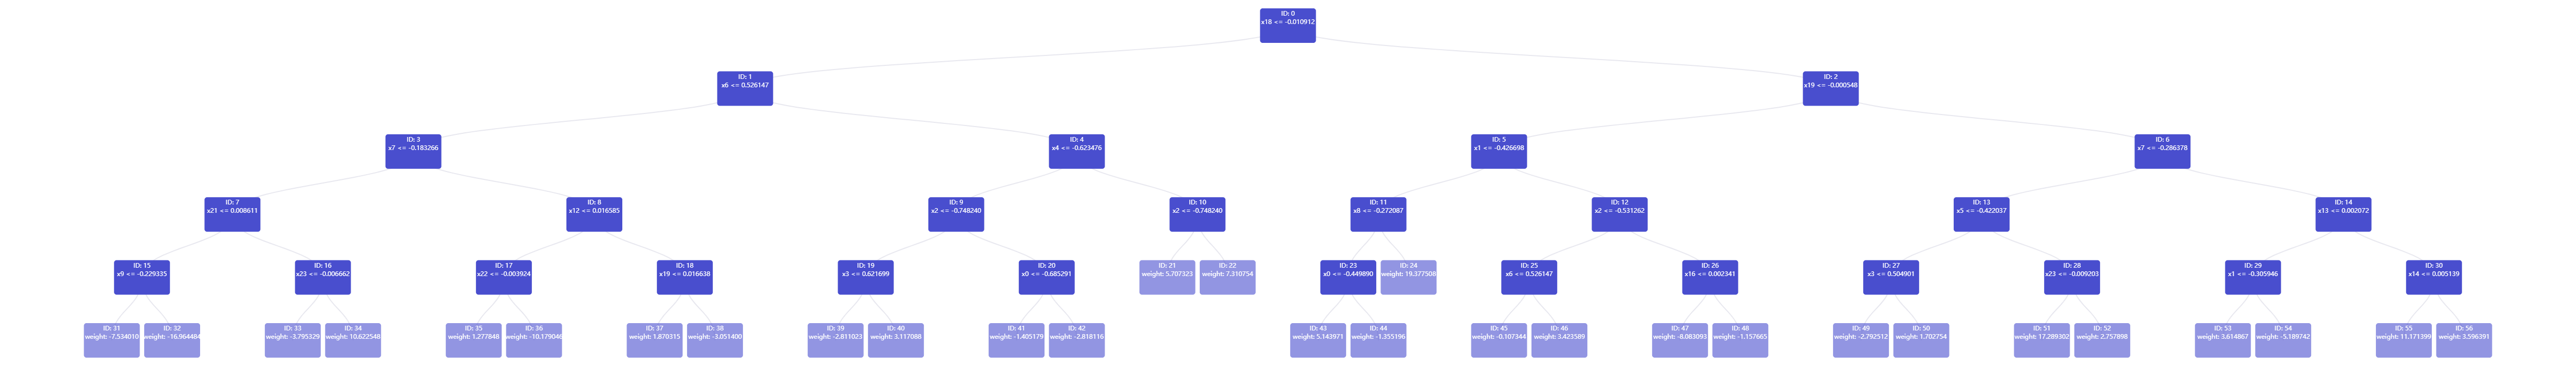 ID: 0
x18 <= -0.010912
ID: 1
x6 <= 0.526147
ID: 2
x19 <= -0.000548
ID: 3
x7 <= -0.183266
ID: 4
x4 <= -0.623476
ID: 5
x1 <= -0.426698
ID: 6
x7 <= -0.286378
ID: 7
x21 <= 0.008611
ID: 8
x12 <= 0.016585
ID: 9
x2 <= -0.748240
ID: 10
x2 <= -0.748240
ID: 11
x8 <= -0.272087
ID: 12
x2 <= -0.531262
ID: 13
x5 <= -0.422037
ID: 14
x13 <= 0.002072
ID: 15
x9 <= -0.229335
ID: 16
x23 <= -0.006662
ID: 17
x22 <= -0.003924
ID: 18
x19 <= 0.016638
ID: 19
x3 <= 0.621699
ID: 20
x0 <= -0.685291
ID: 21
weight: 5.707323
ID: 22
weight: 7.310754
ID: 23
x0 <= -0.449890
ID: 24
weight: 19.377508
ID: 25
x6 <= 0.526147
ID: 26
x16 <= 0.002341
ID: 27
x3 <= 0.504901
ID: 28
x23 <= -0.009203
ID: 29
x1 <= -0.305946
ID: 30
x14 <= 0.005139
ID: 31
weight: -7.534010
ID: 32
weight: -16.964484
ID: 33
weight: -3.795329
ID: 34
weight: 10.622548
ID: 35
weight: 1.277848
ID: 36
weight: -10.179046
ID: 37
weight: 1.870315
ID: 38
weight: -3.051400
ID: 39
weight: -2.811023
ID: 40
weight: 3.117088
ID: 41
weight: -1.405179
ID: 42
weight: -2.818116
ID: 43
weight: 5.143971
ID: 44
weight: -1.355196
ID: 45
weight: -0.107344
ID: 46
weight: 3.423589
ID: 47
weight: -8.083093
ID: 48
weight: -1.157665
ID: 49
weight: -2.792512
ID: 50
weight: 1.702754
ID: 51
weight: 17.289302
ID: 52
weight: 2.757898
ID: 53
weight: 3.614867
ID: 54
weight: -5.189742
ID: 55
weight: 11.171399
ID: 56
weight: 3.596391